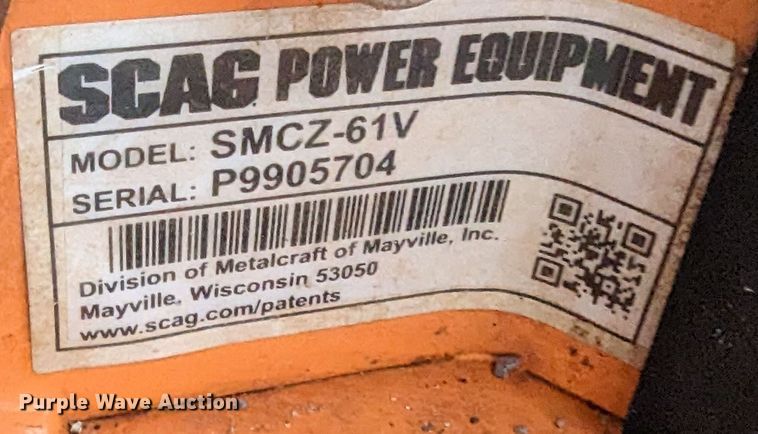 SCAG POWER EQUIPMENT
MODEL: SMCZ-61V
SERIAL: P9905704
Division of Metalcraft of Mayville, Inc.
Mayville, Wisconsin 53050
www.scag.com/patents
Purple Wave Auction